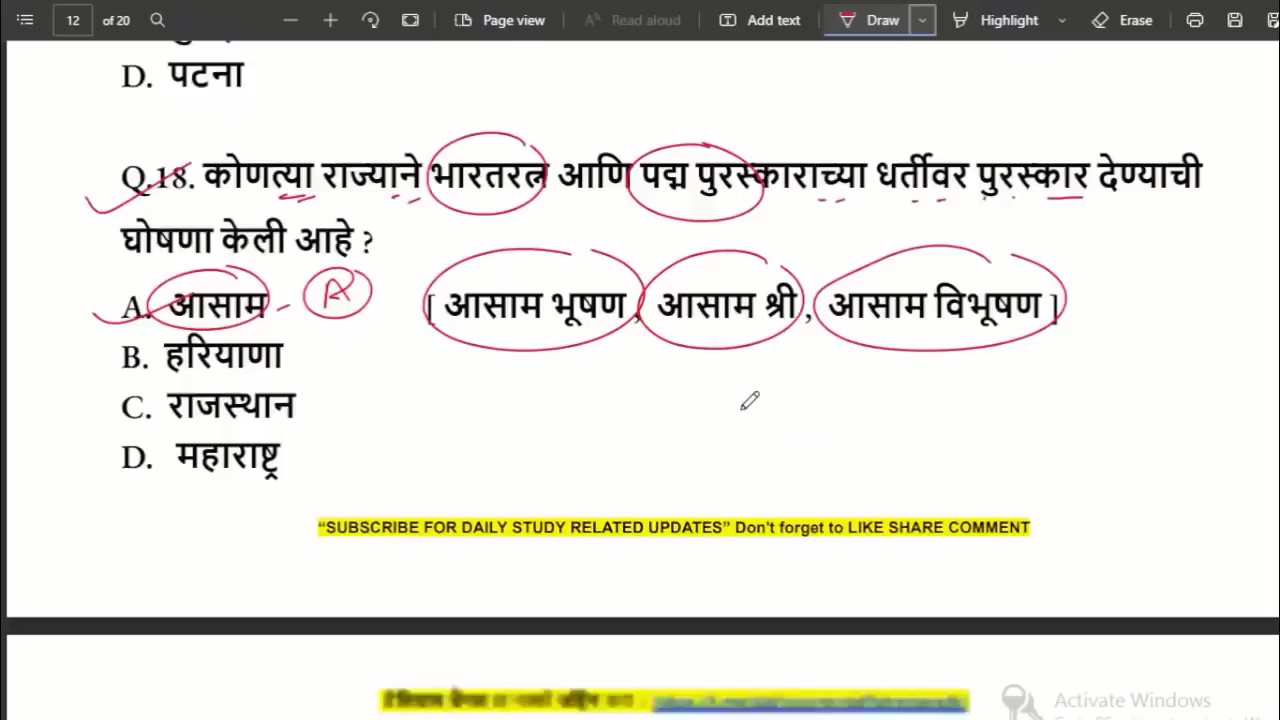 12 of 20 Page view Read aloud Add text Draw Highlight Erase
D. पटना
Q.18. कोणत्या राज्याने भारतरत्न आणि पद्म पुरस्काराच्या धर्तीवर पुरस्कार देण्याची
घोषणा केली आहे ?
A. आसाम - A [ आसाम भूषण , आसाम श्री , आसाम विभूषण ]
B. हरियाणा
C. राजस्थान
D. महाराष्ट्र
“SUBSCRIBE FOR DAILY STUDY RELATED UPDATES” Don't forget to LIKE SHARE COMMENT
Activate Windows